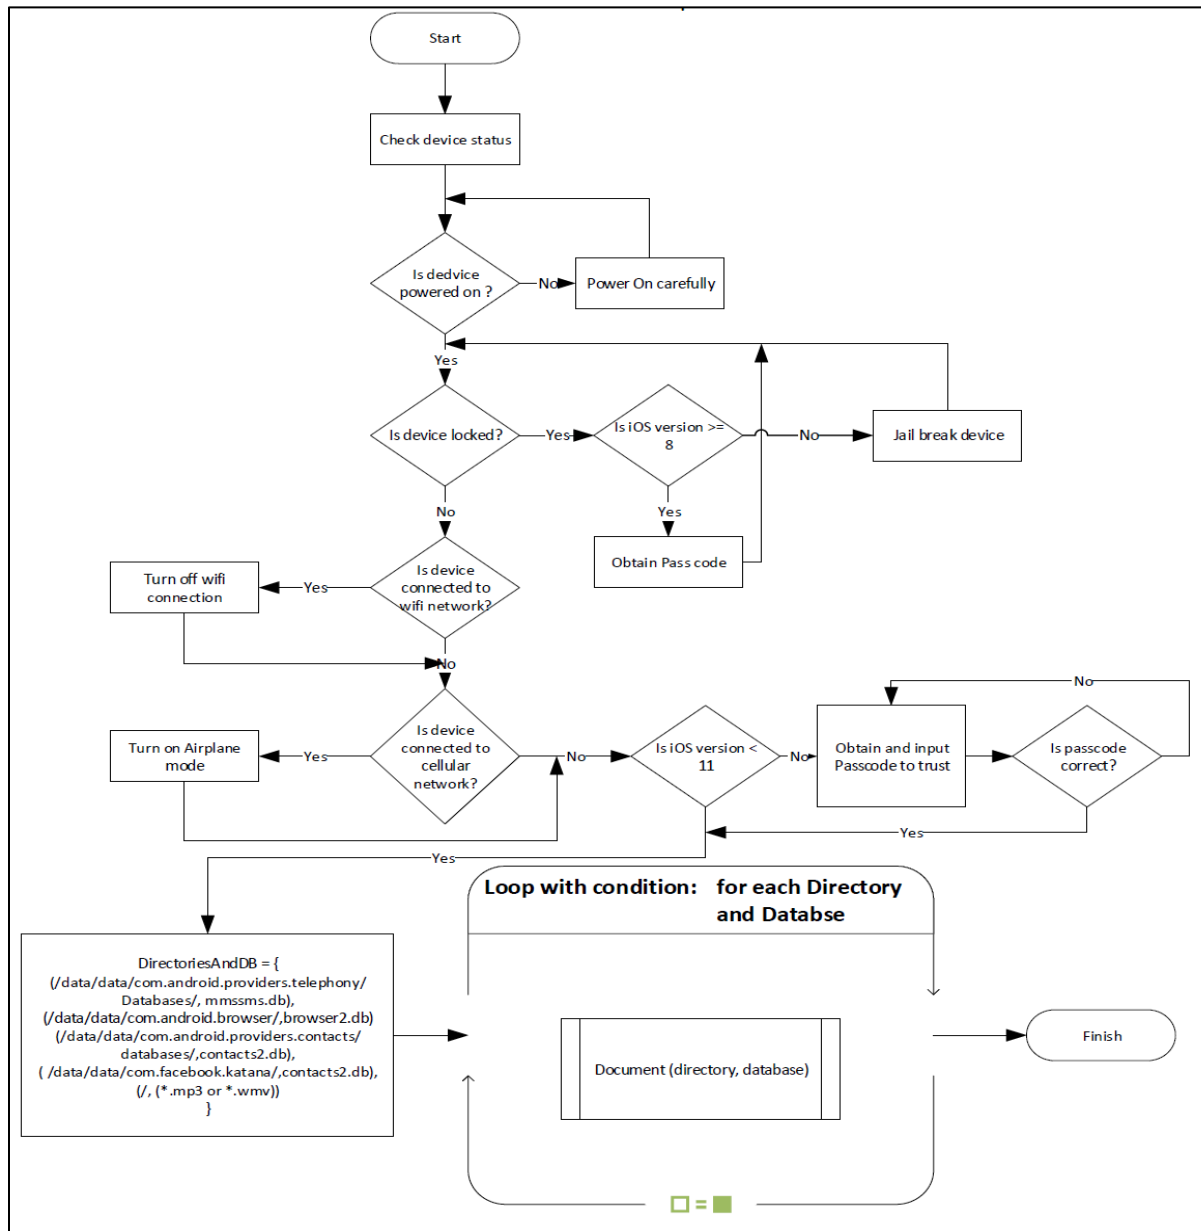 Start
Check device status
Is dedvice
powered on ?
No
Power On carefully
Yes
Is device locked?
Yes
Is iOS version >=
8
No
Jail break device
No
Yes
Obtain Pass code
Turn off wifi
connection
Yes
Is device
connected to
wifi network?
No
Turn on Airplane
mode
Yes
Is device
connected to
cellular
network?
No
Is iOS version <
11
No
Obtain and input
Passcode to trust
Is passcode
correct?
No
Yes
Yes
Loop with condition: for each Directory
and Databse
DirectoriesAndDB = {
(/data/data/com.android.providers.telephony/
Databases/, mmssms.db),
(/data/data/com.android.browser/,browser2.db)
(/data/data/com.android.providers.contacts/
databases/,contacts2.db),
( /data/data/com.facebook.katana/,contacts2.db),
(/, (*.mp3 or *.wmv))
}
Document (directory, database)
Finish
=